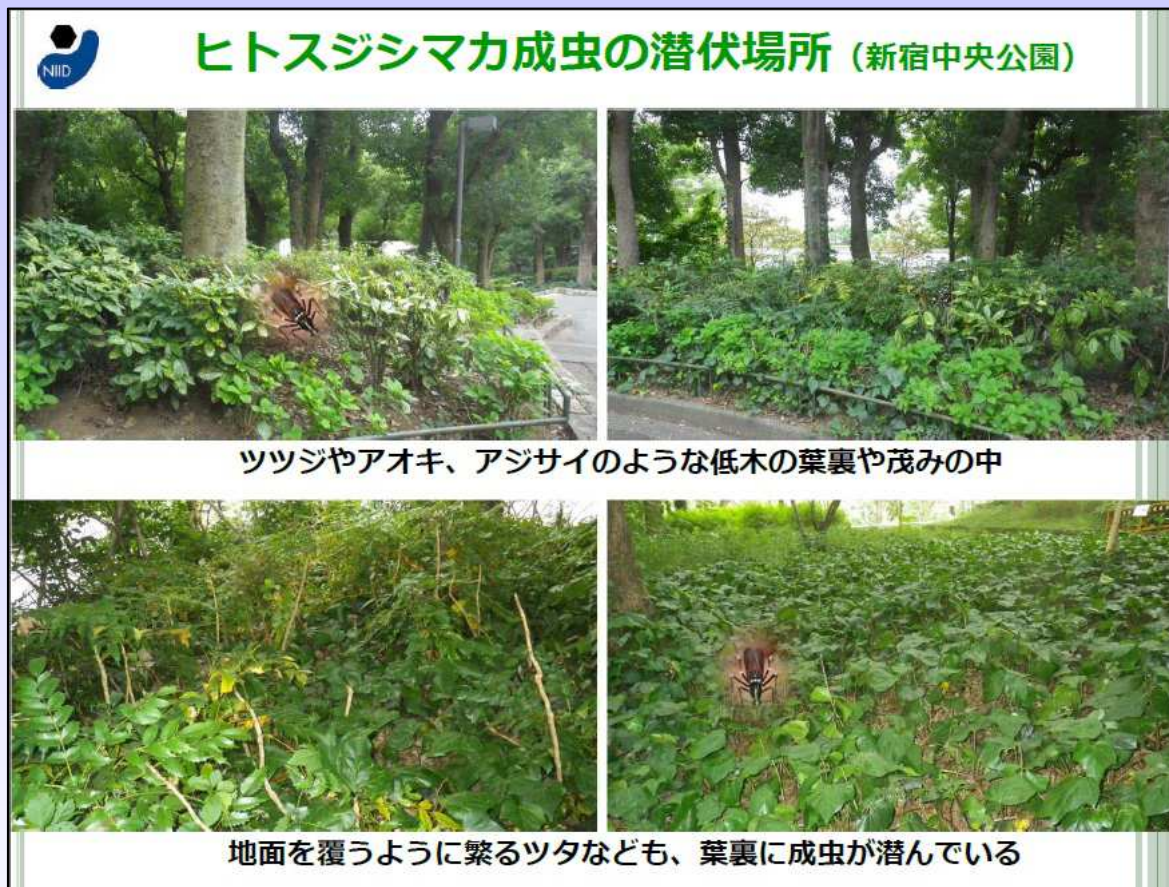 NIID
ヒトスジシマカ成虫の潜伏場所（新宿中央公園）
ツツジやアオキ、アジサイのような低木の葉裏や茂みの中
地面を覆うように繁るツタなども、葉裏に成虫が潜んでいる